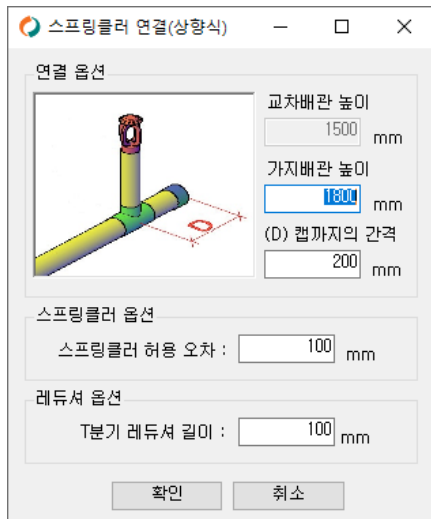 스프링클러 연결(상향식)
연결 옵션
교차배관 높이
1500 mm
가지배관 높이
1800 mm
(D) 캡까지의 간격
200 mm
D
스프링클러 옵션
스프링클러 허용 오차 : 100 mm
레듀셔 옵션
T분기 레듀셔 길이 : 100 mm
확인 취소